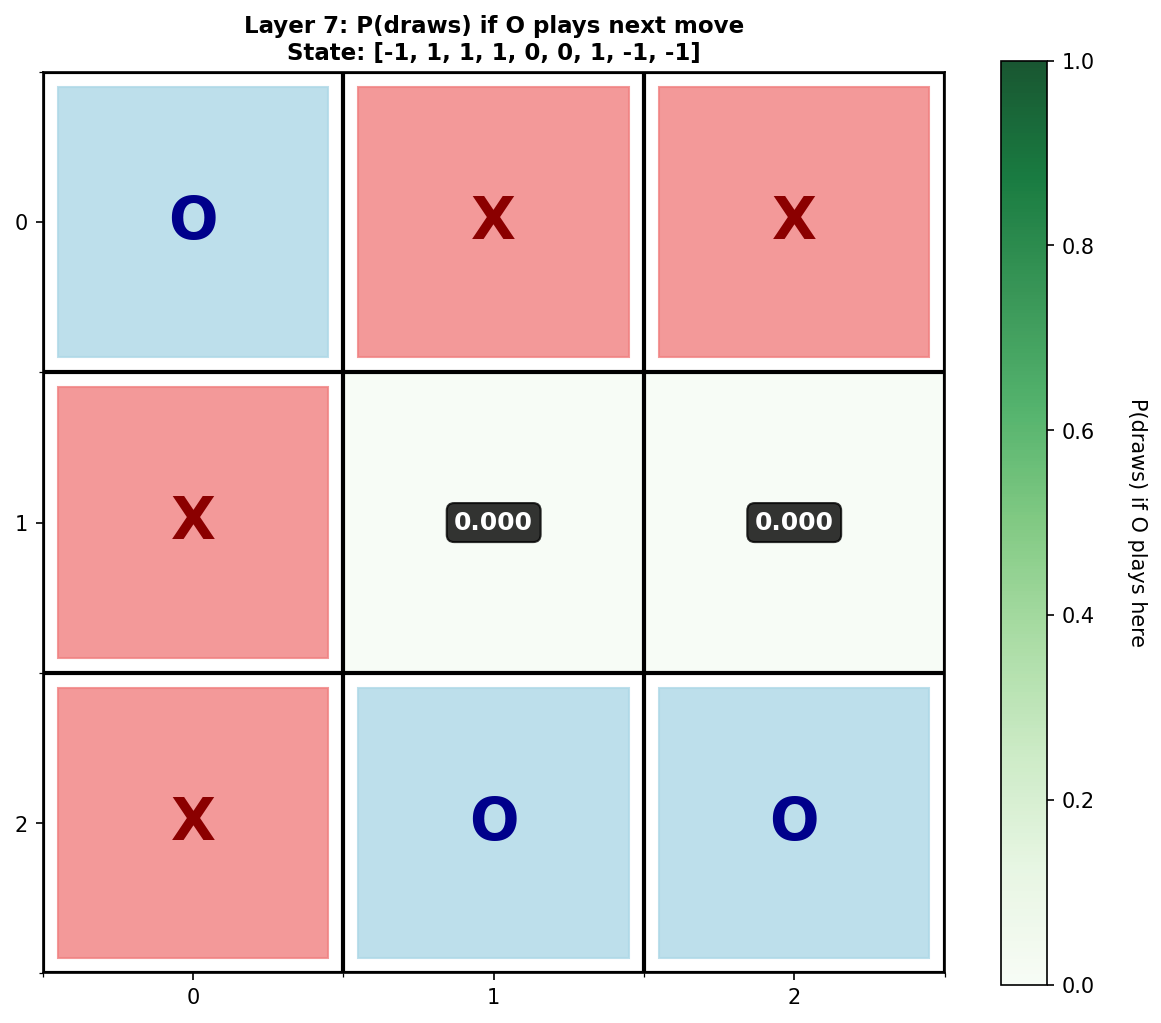 Layer 7: P(draws) if O plays next move
State: [-1, 1, 1, 1, 0, 0, 1, -1, -1]
O X X
X 0.000 0.000
X O O
0
1
2
0 1 2
1.0
0.8
0.6
0.4
0.2
0.0
P(draws) if O plays here